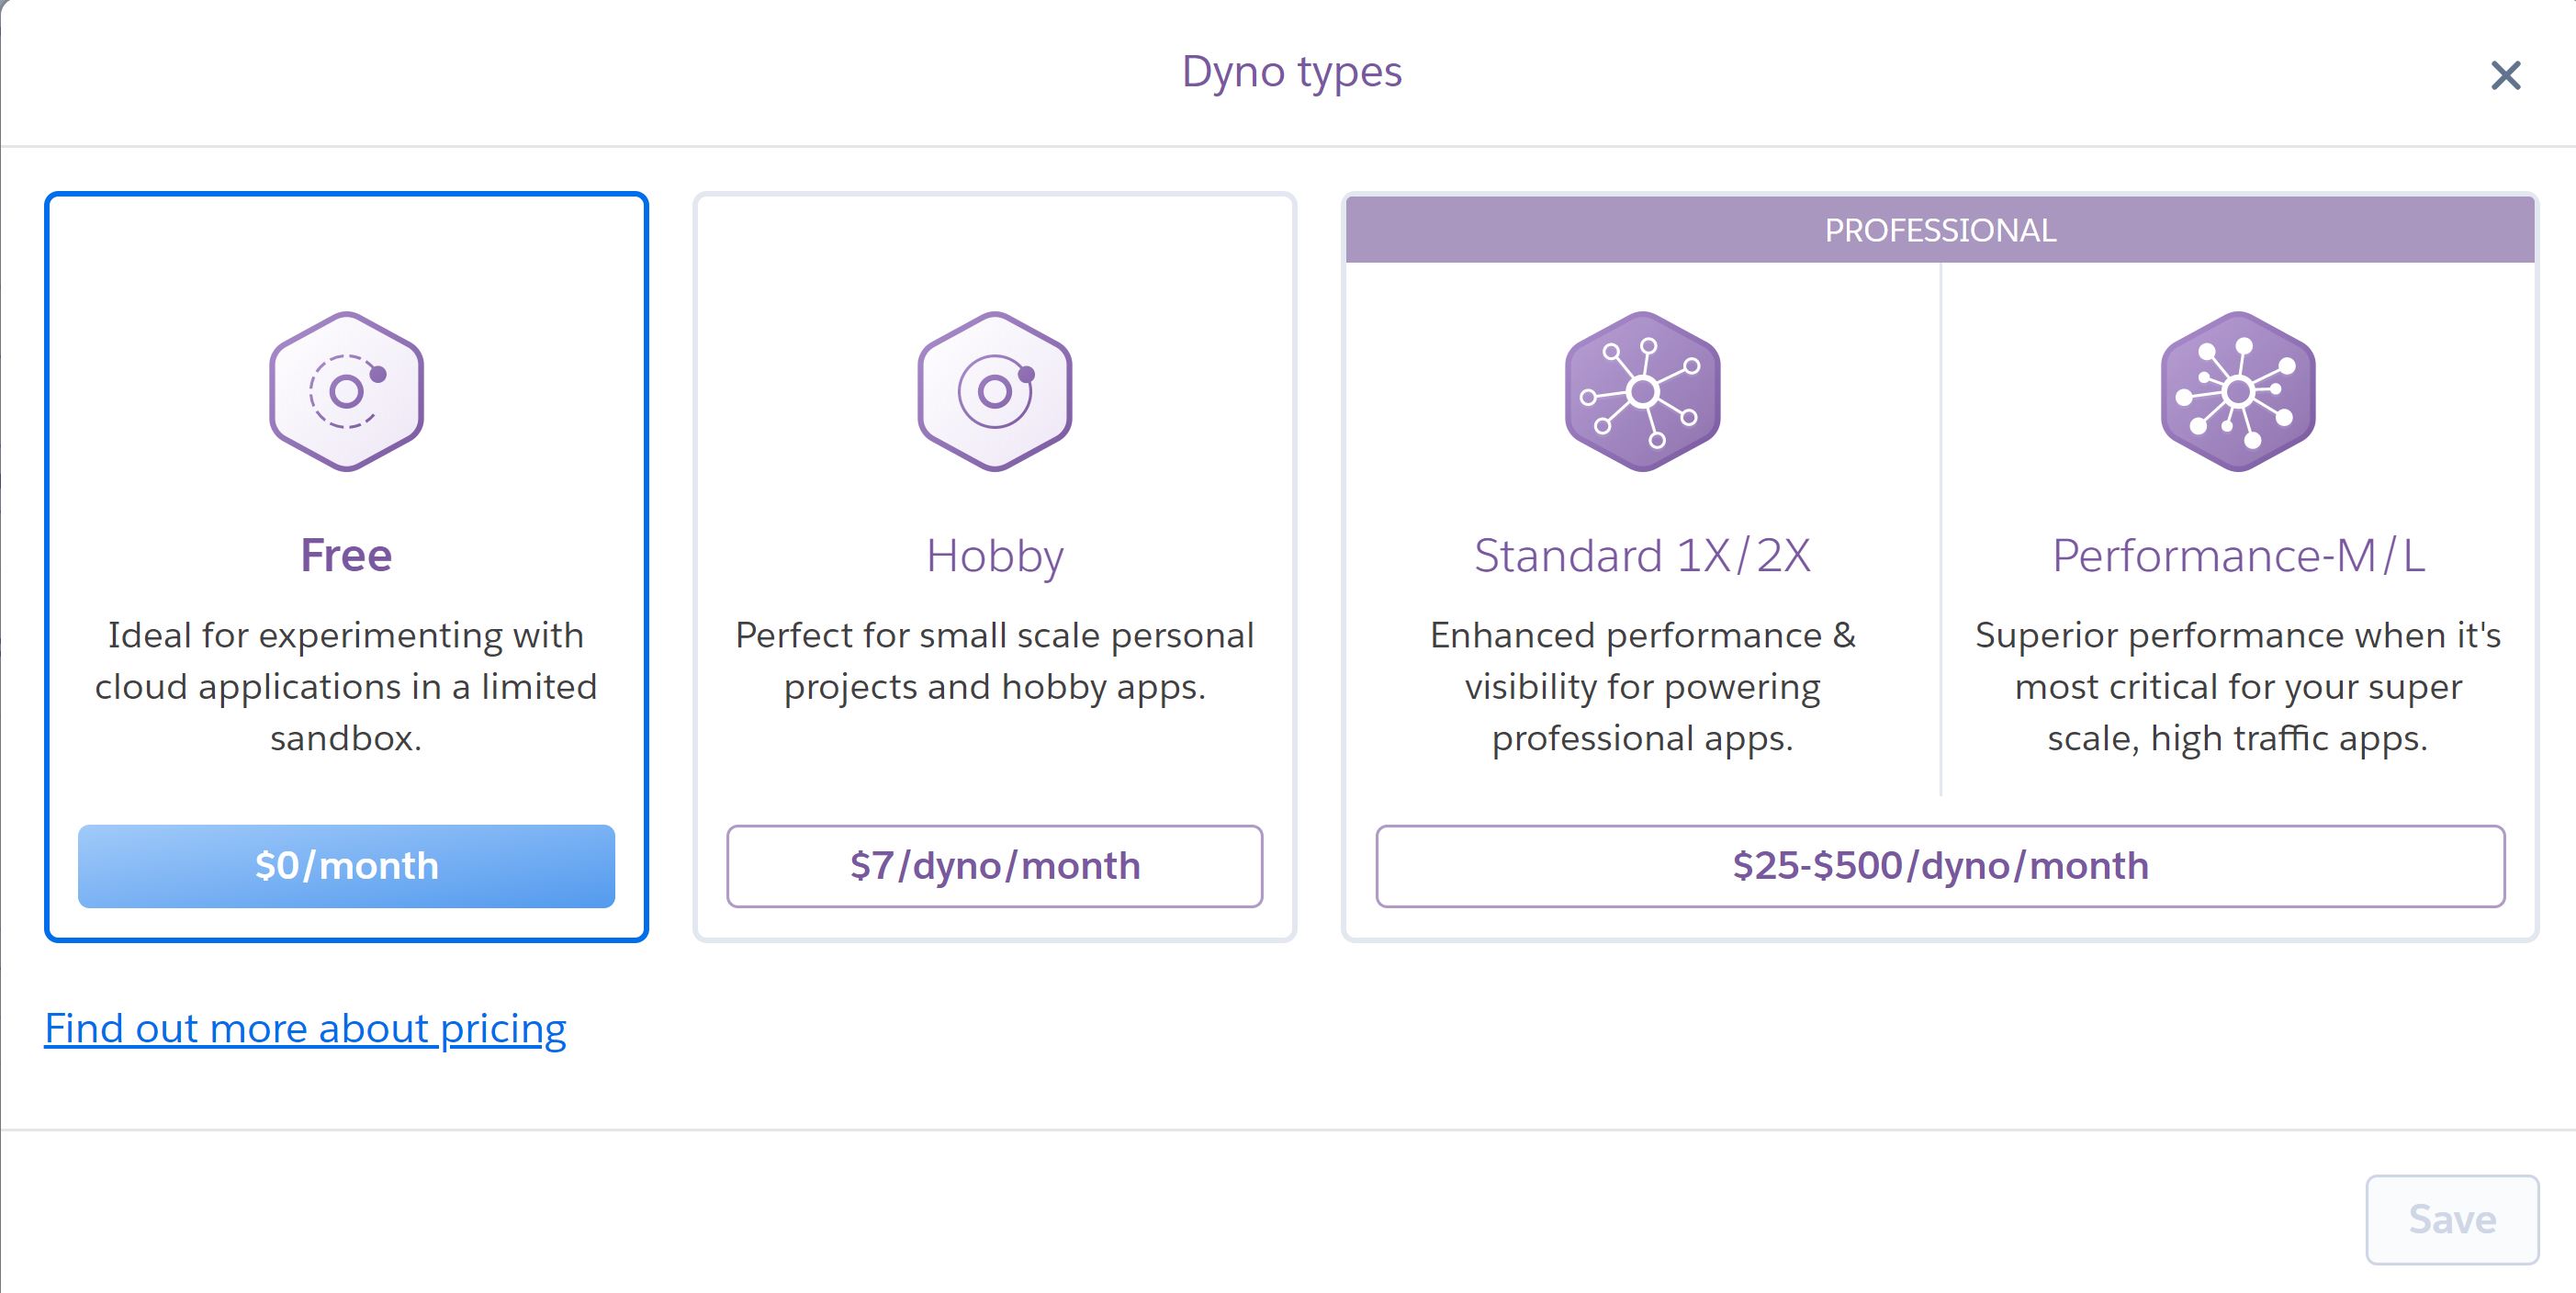 Dyno types
Free
Ideal for experimenting with
cloud applications in a limited
sandbox.
$0/month
Hobby
Perfect for small scale personal
projects and hobby apps.
$7/dyno/month
PROFESSIONAL
Standard 1X/2X
Enhanced performance &
visibility for powering
professional apps.
Performance-M/L
Superior performance when it's
most critical for your super
scale, high traffic apps.
$25-$500/dyno/month
Find out more about pricing
Save